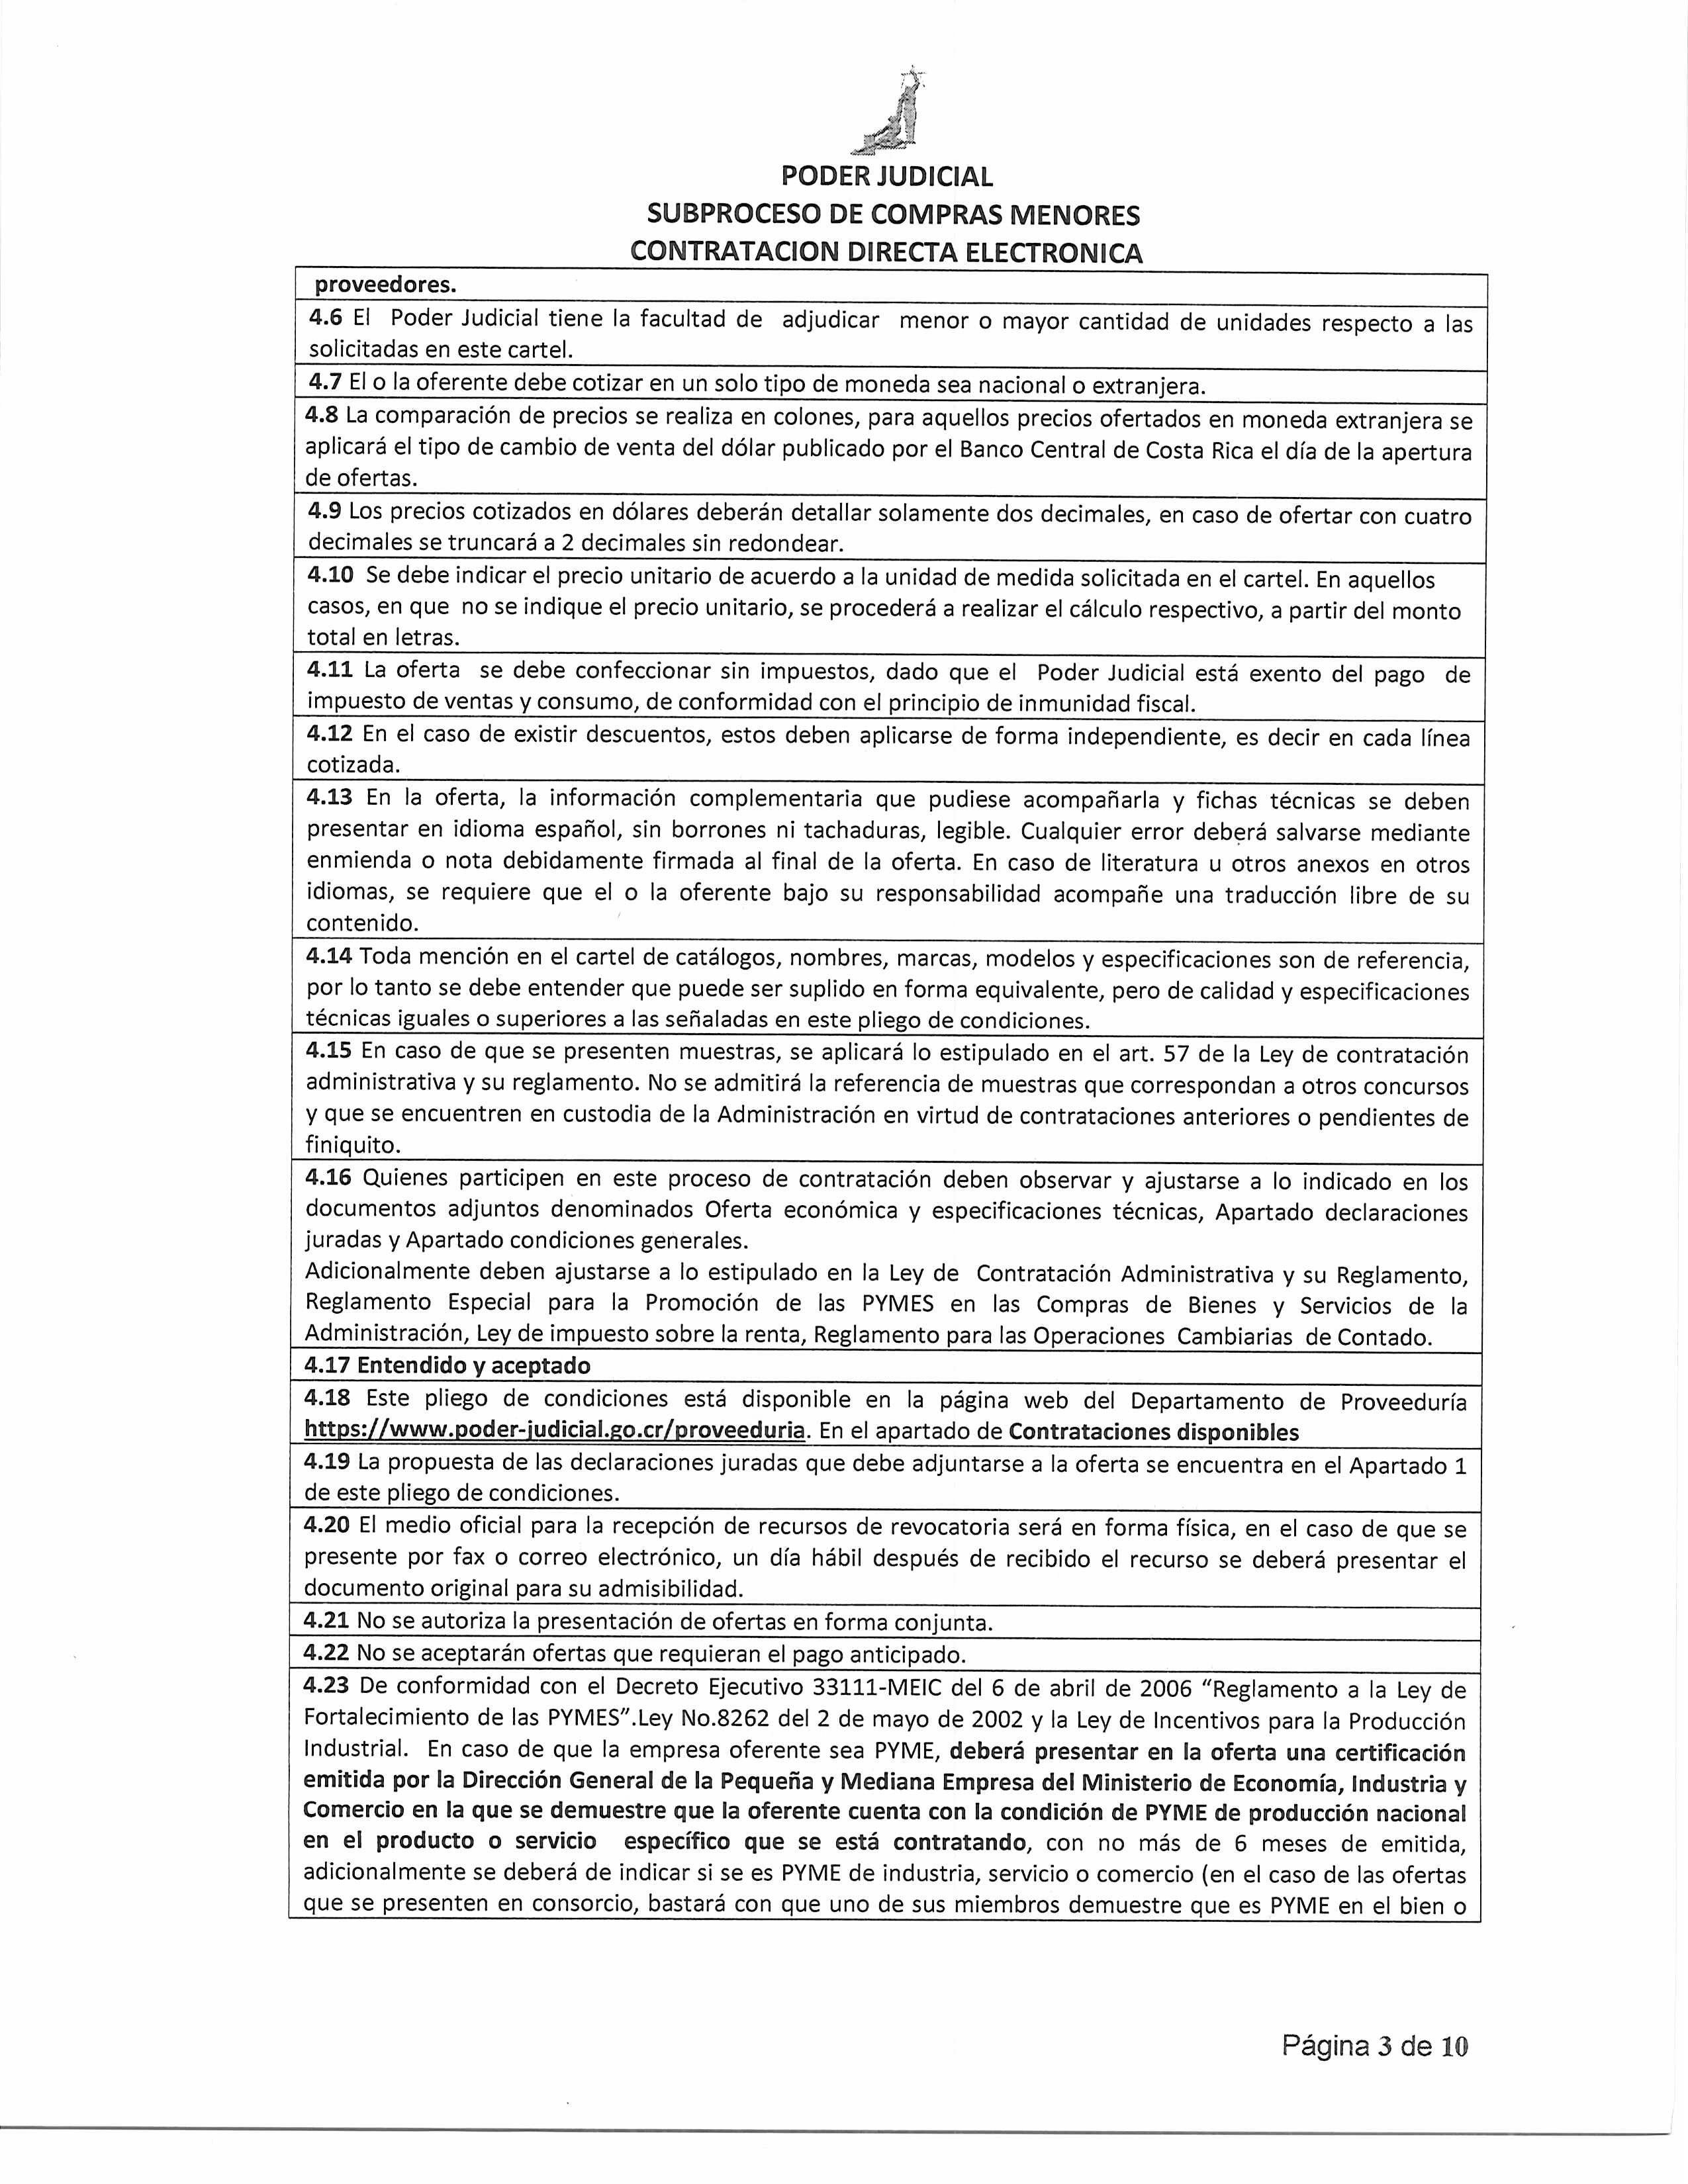 PODER JUDICIAL
SUBPROCESO DE COMPRAS MENORES
CONTRATACION DIRECTA ELECTRONICA
proveedores.
4.6 El Poder Judicial tiene la facultad de adjudicar menor o mayor cantidad de unidades respecto a las
solicitadas en este cartel.
4.7 El o la oferente debe cotizar en un solo tipo de moneda sea nacional o extranjera.
4.8 La comparación de precios se realiza en colones, para aquellos precios ofertados en moneda extranjera se
aplicará el tipo de cambio de venta del dólar publicado por el Banco Central de Costa Rica el día de la apertura
de ofertas.
4.9 Los precios cotizados en dólares deberán detallar solamente dos decimales, en caso de ofertar con cuatro
decimales se truncará a 2 decimales sin redondear.
4.10 Se debe indicar el precio unitario de acuerdo a la unidad de medida solicitada en el cartel. En aquellos
casos, en que no se indique el precio unitario, se procederá a realizar el cálculo respectivo, a partir del monto
total en letras.
4.11 La oferta se debe confeccionar sin impuestos, dado que el Poder Judicial está exento del pago de
impuesto de ventas y consumo, de conformidad con el principio de inmunidad fiscal.
4.12 En el caso de existir descuentos, estos deben aplicarse de forma independiente, es decir en cada línea
cotizada.
4.13 En la oferta, la información complementaria que pudiese acompañarla y fichas técnicas se deben
presentar en idioma español, sin borrones ni tachaduras, legible. Cualquier error deberá salvarse mediante
enmienda o nota debidamente firmada al final de la oferta. En caso de literatura u otros anexos en otros
idiomas, se requiere que el o la oferente bajo su responsabilidad acompañe una traducción libre de su
contenido.
4.14 Toda mención en el cartel de catálogos, nombres, marcas, modelos y especificaciones son de referencia,
por lo tanto se debe entender que puede ser suplido en forma equivalente, pero de calidad y especificaciones
técnicas iguales o superiores a las señaladas en este pliego de condiciones.
4.15 En caso de que se presenten muestras, se aplicará lo estipulado en el art. 57 de la Ley de contratación
administrativa y su reglamento. No se admitirá la referencia de muestras que correspondan a otros concursos
y que se encuentren en custodia de la Administración en virtud de contrataciones anteriores o pendientes de
finiquito.
4.16 Quienes participen en este proceso de contratación deben observar y ajustarse a lo indicado en los
documentos adjuntos denominados Oferta económica y especificaciones técnicas, Apartado declaraciones
juradas y Apartado condiciones generales.
Adicionalmente deben ajustarse a lo estipulado en la Ley de Contratación Administrativa y su Reglamento,
Reglamento Especial para la Promoción de las PYMES en las Compras de Bienes y Servicios de la
Administración, Ley de impuesto sobre la renta, Reglamento para las Operaciones Cambiarias de Contado.
4.17 Entendido y aceptado
4.18 Este pliego de condiciones está disponible en la página web del Departamento de Proveeduría
https://www.poder-judicial.go.cr/proveeduria. En el apartado de Contrataciones disponibles
4.19 La propuesta de las declaraciones juradas que debe adjuntarse a la oferta se encuentra en el Apartado 1
de este pliego de condiciones.
4.20 El medio oficial para la recepción de recursos de revocatoria será en forma física, en el caso de que se
presente por fax o correo electrónico, un día hábil después de recibido el recurso se deberá presentar el
documento original para su admisibilidad.
4.21 No se autoriza la presentación de ofertas en forma conjunta.
4.22 No se aceptarán ofertas que requieran el pago anticipado.
4.23 De conformidad con el Decreto Ejecutivo 33111-MEIC del 6 de abril de 2006 "Reglamento a la Ley de
Fortalecimiento de las PYMES".Ley No.8262 del 2 de mayo de 2002 y la Ley de Incentivos para la Producción
Industrial. En caso de que la empresa oferente sea PYME, deberá presentar en la oferta una certificación
emitida por la Dirección General de la Pequeña y Mediana Empresa del Ministerio de Economía, Industria y
Comercio en la que se demuestre que la oferente cuenta con la condición de PYME de producción nacional
en el producto o servicio específico que se está contratando, con no más de 6 meses de emitida,
adicionalmente se deberá de indicar si se es PYME de industria, servicio o comercio (en el caso de las ofertas
que se presenten en consorcio, bastará con que uno de sus miembros demuestre que es PYME en el bien o
Página 3 de 10